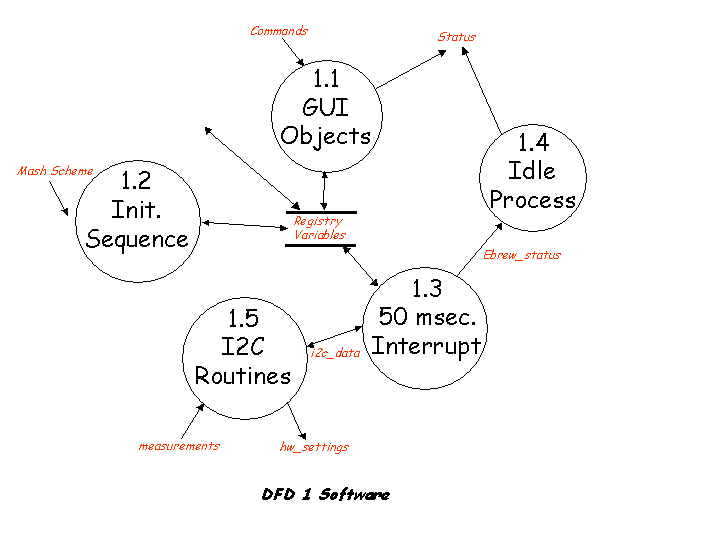 Commands
Status
1.1
GUI
Objects
1.4
Idle
Process
Mash Scheme
1.2
Init.
Sequence
Registry
Variables
Ebrew_status
1.3
50 msec.
Interrupt
1.5
I2C
Routines
i2c_data
measurements
hw_settings
DFD 1 Software